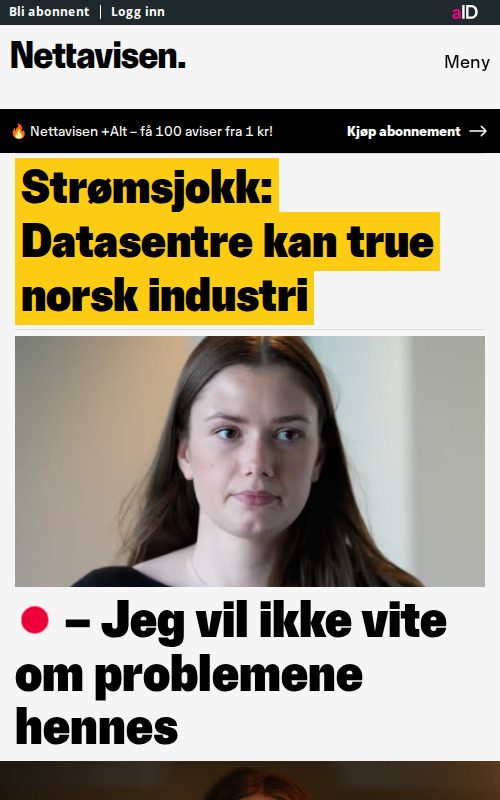 Bli abonnent | Logg inn
aID
Nettavisen.
Meny
🔥 Nettavisen +Alt – få 100 aviser fra 1 kr!
Kjøp abonnement →
Strømsjokk:
Datasentre kan true
norsk industri
– Jeg vil ikke vite
om problemene
hennes